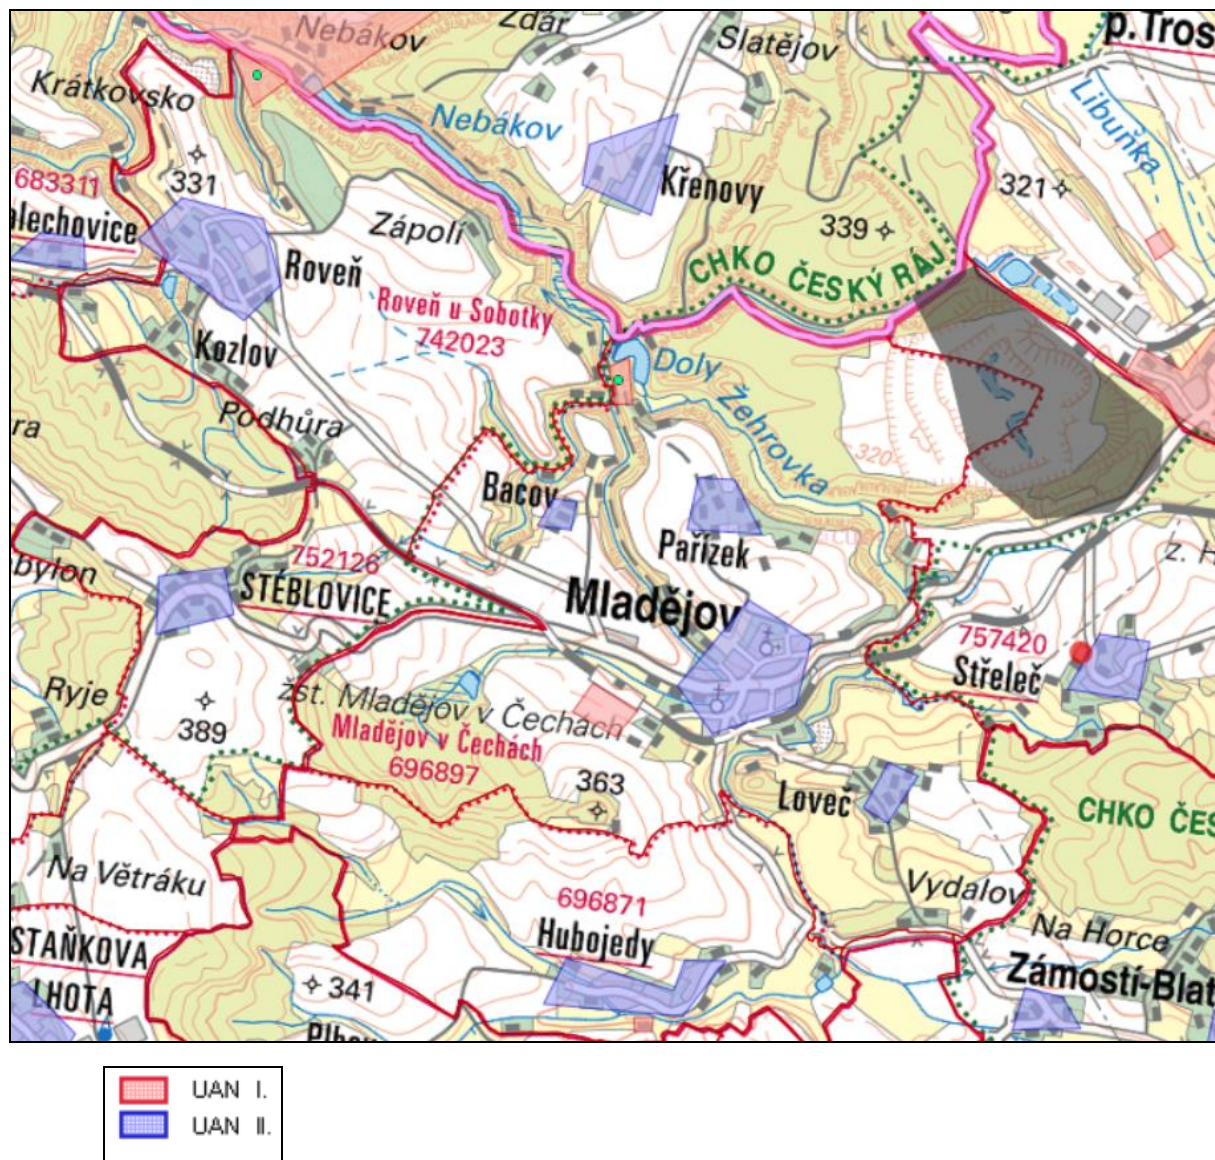 Nebákov
Žďár
Slatějov
p.Tros
Krátkovsko
Nebákov
Libuňka
683311
331
Křenovy
321
alechovice
Zápolí
339
Roveň
CHKO ČESKÝ RÁJ
Roveň u Sobotky
742023
Kozlov
Doly
Žehrovka
Podhůra
ra
320
Bacov
Pařízek
752126
bylon
STÉBLOVICE
Mladějov
ž. H
757420
Střeleč
Ryje
389
žst. Mladějov v Čechách
Mladějov v Čechách
696897
363
Loveč
CHKO ČES
Na Větráku
696871
Vydalov
Na Horce
STAŇKOVA
LHOTA
Hubojedy
341
Zámostí-Blat
UAN I.
UAN II.